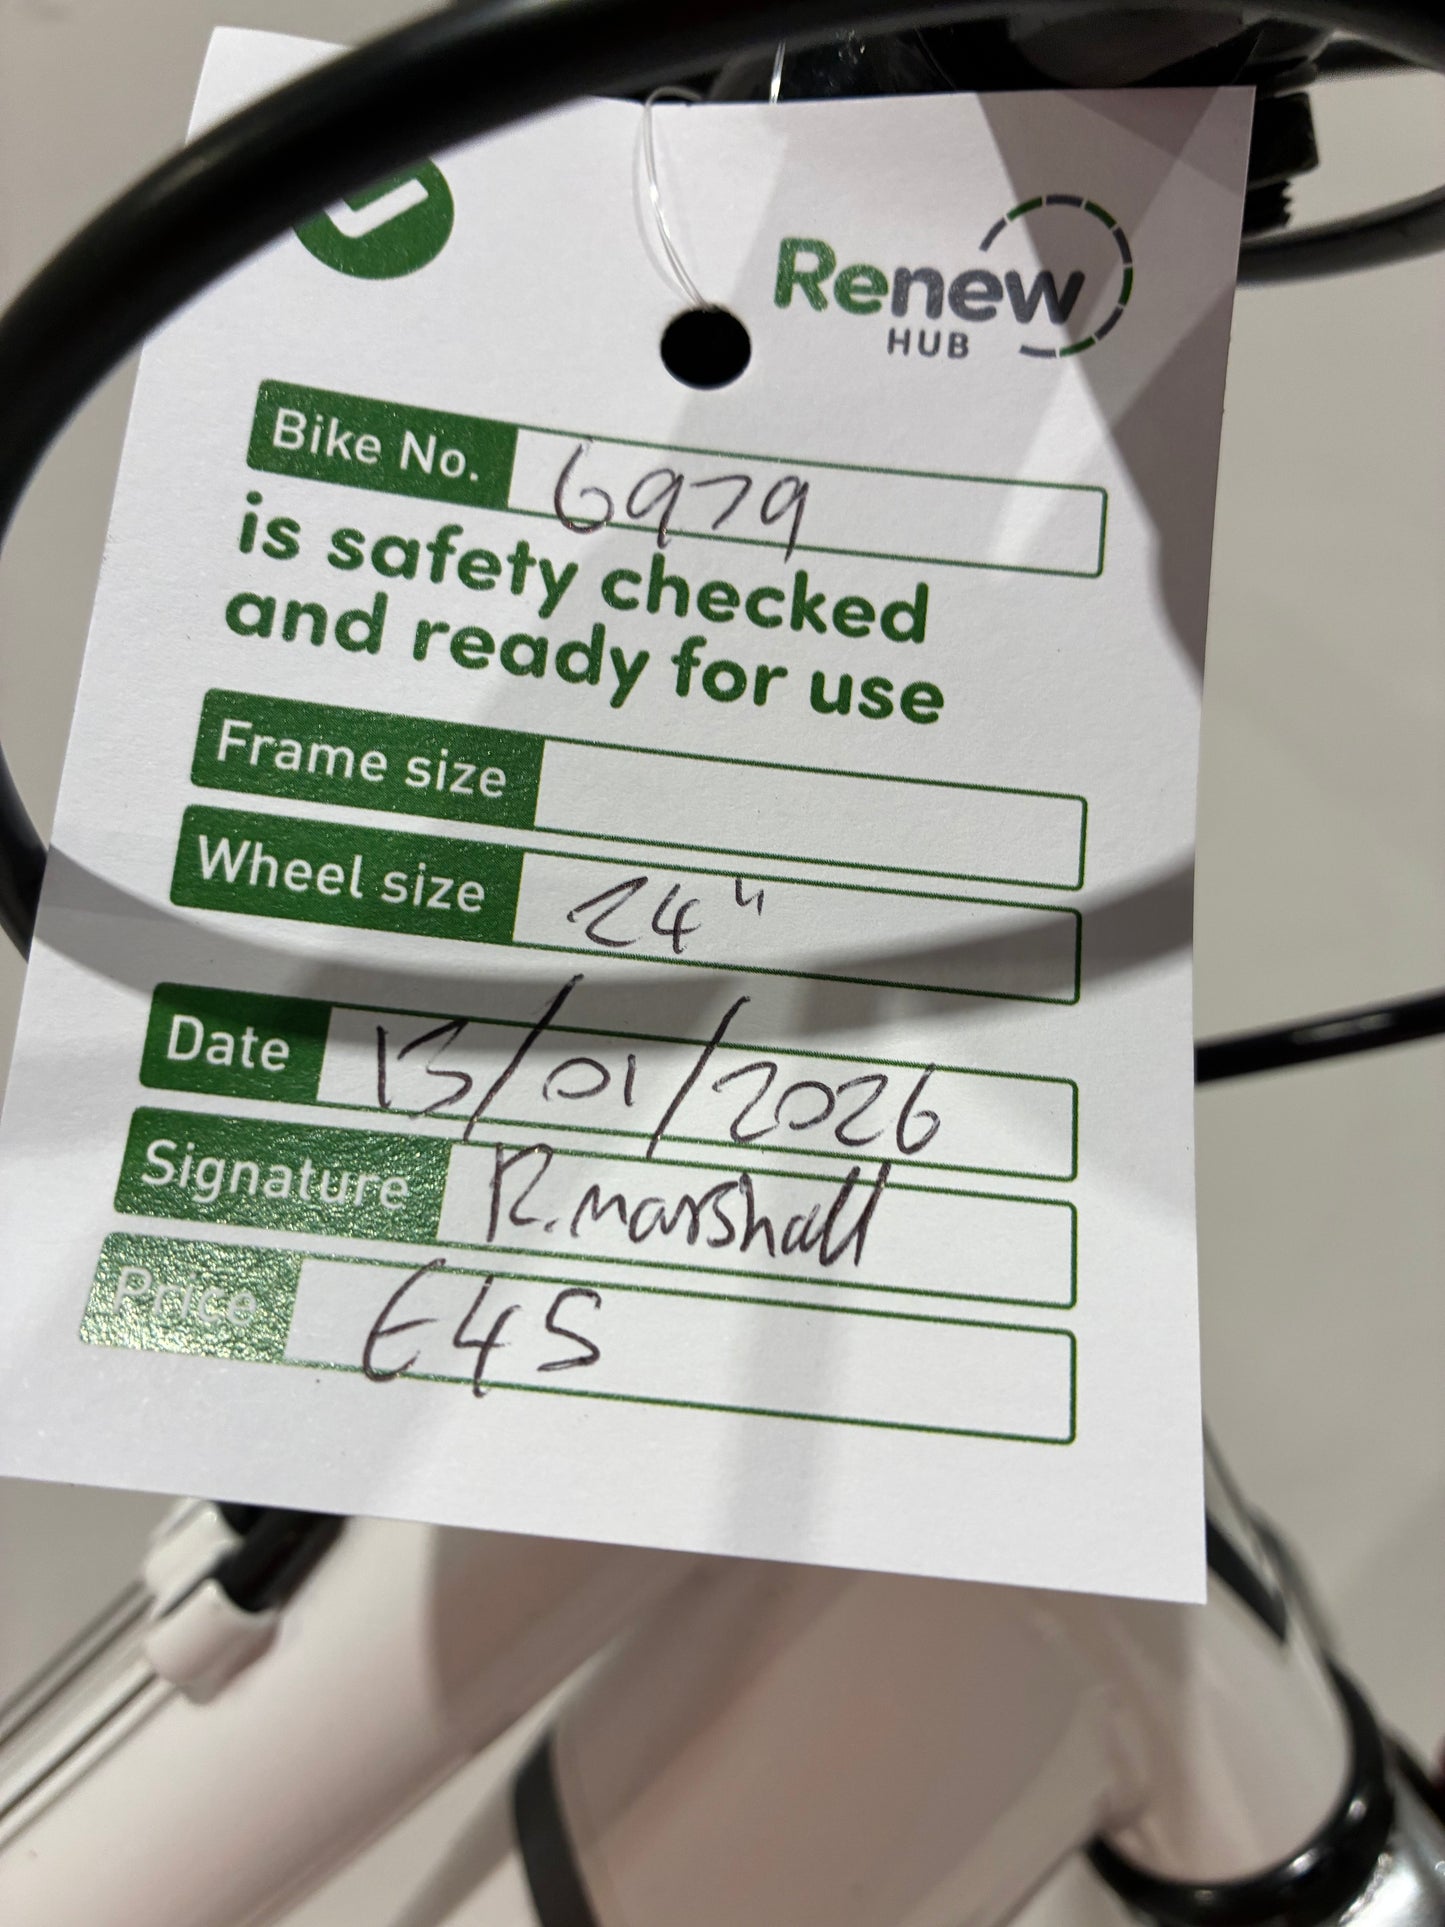 Renew
HUB
Bike No. 6979
is safety checked
and ready for use
Frame size
Wheel size 24"
Date 13/01/2026
Signature R. Marshall
Price £45